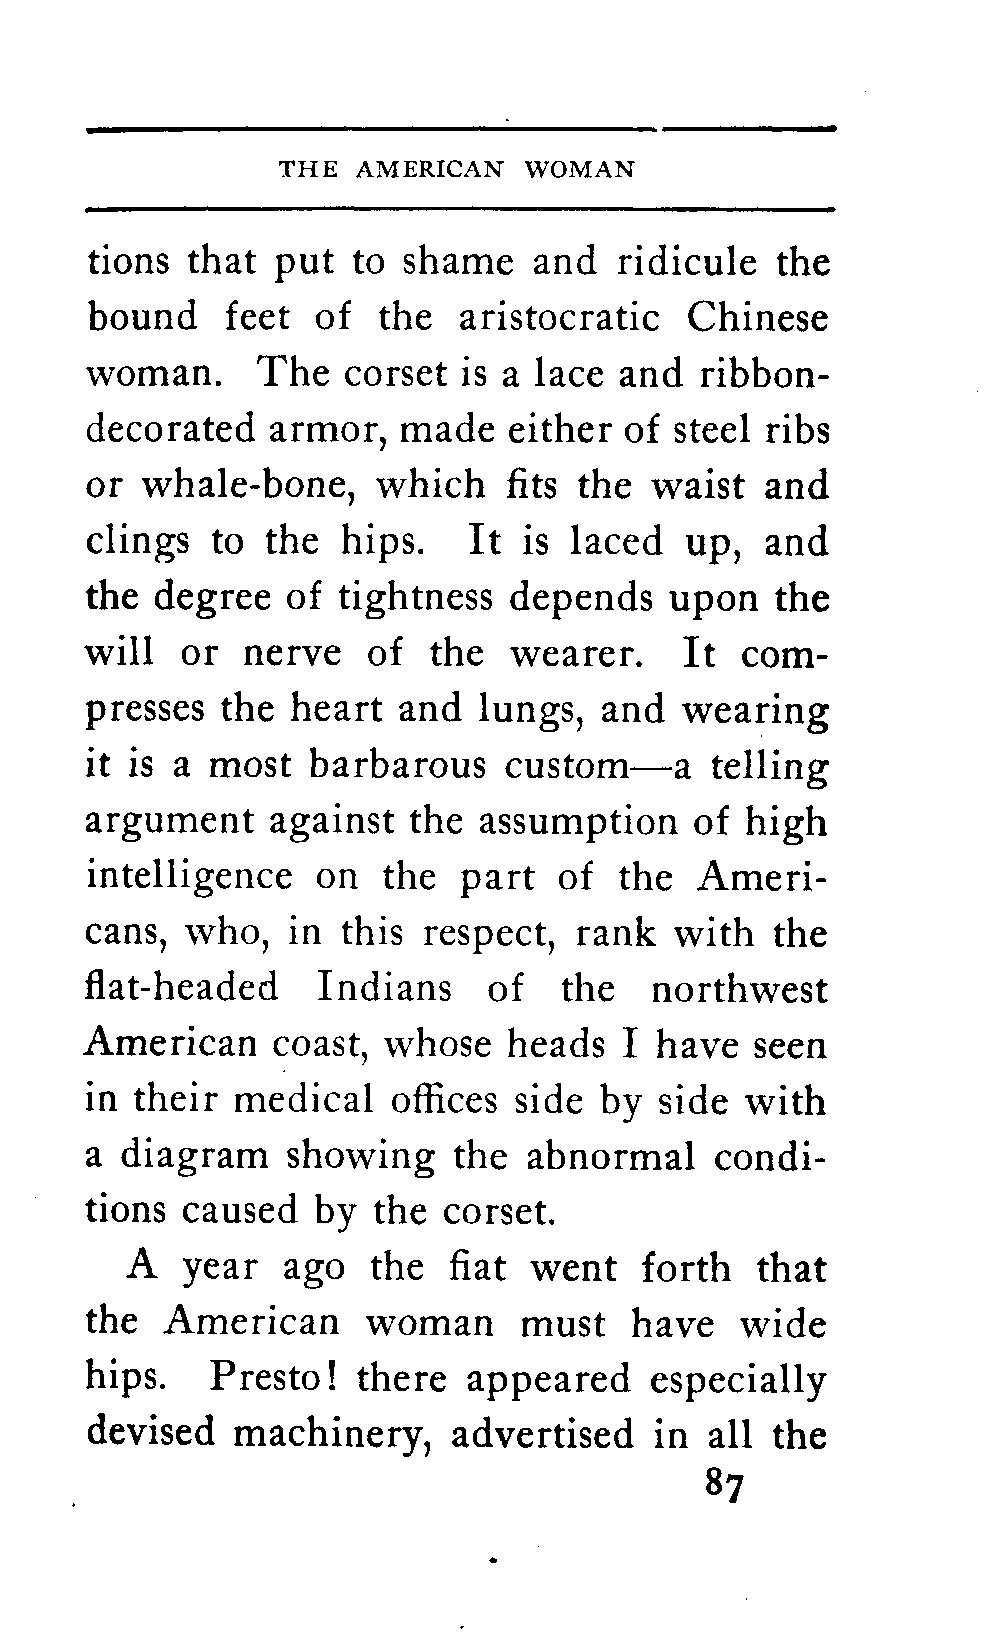 THE AMERICAN WOMAN
tions that put to shame and ridicule the
bound feet of the aristocratic Chinese
woman. The corset is a lace and ribbon-
decorated armor, made either of steel ribs
or whale-bone, which fits the waist and
clings to the hips. It is laced up, and
the degree of tightness depends upon the
will or nerve of the wearer. It com-
presses the heart and lungs, and wearing
it is a most barbarous custom—a telling
argument against the assumption of high
intelligence on the part of the Ameri-
cans, who, in this respect, rank with the
flat-headed Indians of the northwest
American coast, whose heads I have seen
in their medical offices side by side with
a diagram showing the abnormal condi-
tions caused by the corset.
A year ago the fiat went forth that
the American woman must have wide
hips. Presto! there appeared especially
devised machinery, advertised in all the
87